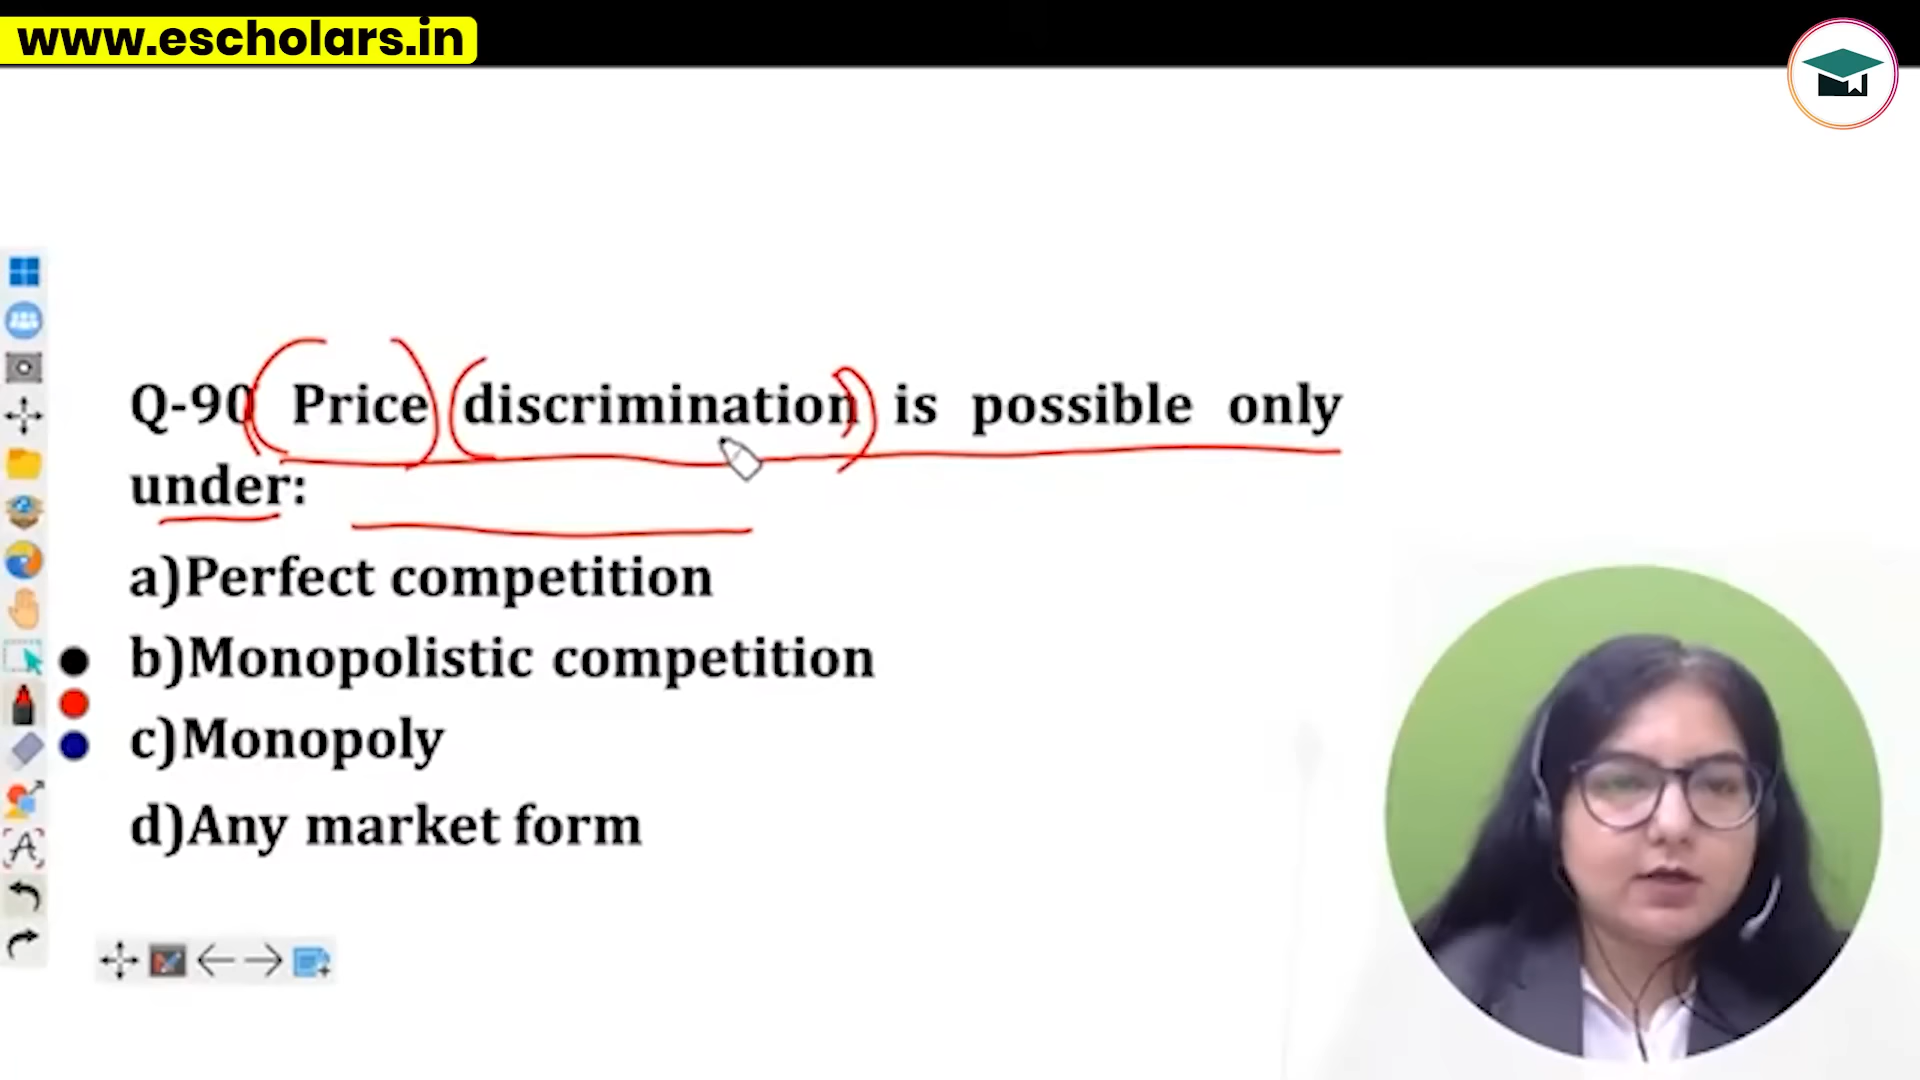 www.escholars.in
Q-90 Price discrimination is possible only
under:
a)Perfect competition
b)Monopolistic competition
c)Monopoly
d)Any market form